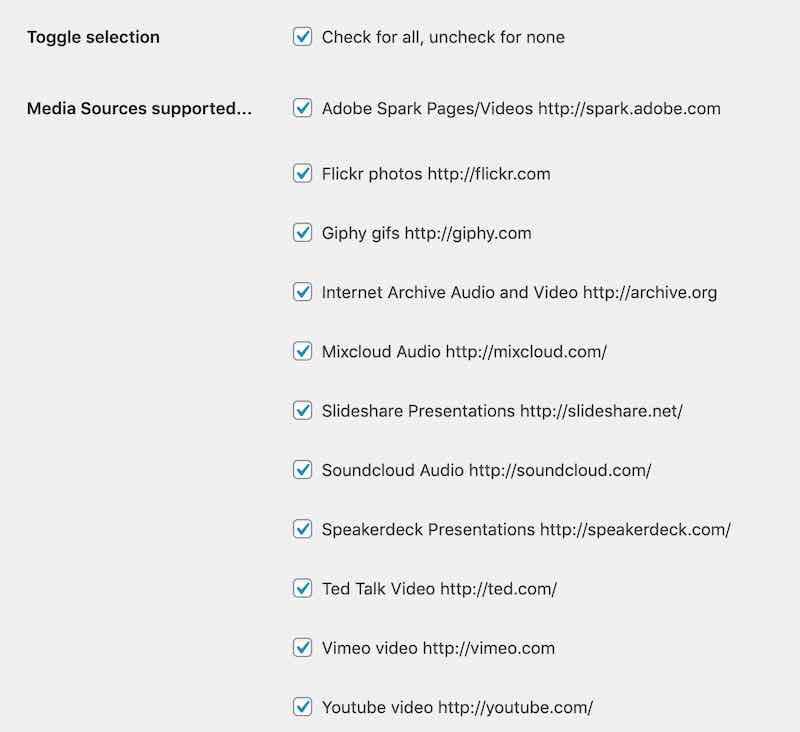 Toggle selection Check for all, uncheck for none
Media Sources supported... Adobe Spark Pages/Videos http://spark.adobe.com
Flickr photos http://flickr.com
Giphy gifs http://giphy.com
Internet Archive Audio and Video http://archive.org
Mixcloud Audio http://mixcloud.com/
Slideshare Presentations http://slideshare.net/
Soundcloud Audio http://soundcloud.com/
Speakerdeck Presentations http://speakerdeck.com/
Ted Talk Video http://ted.com/
Vimeo video http://vimeo.com
Youtube video http://youtube.com/